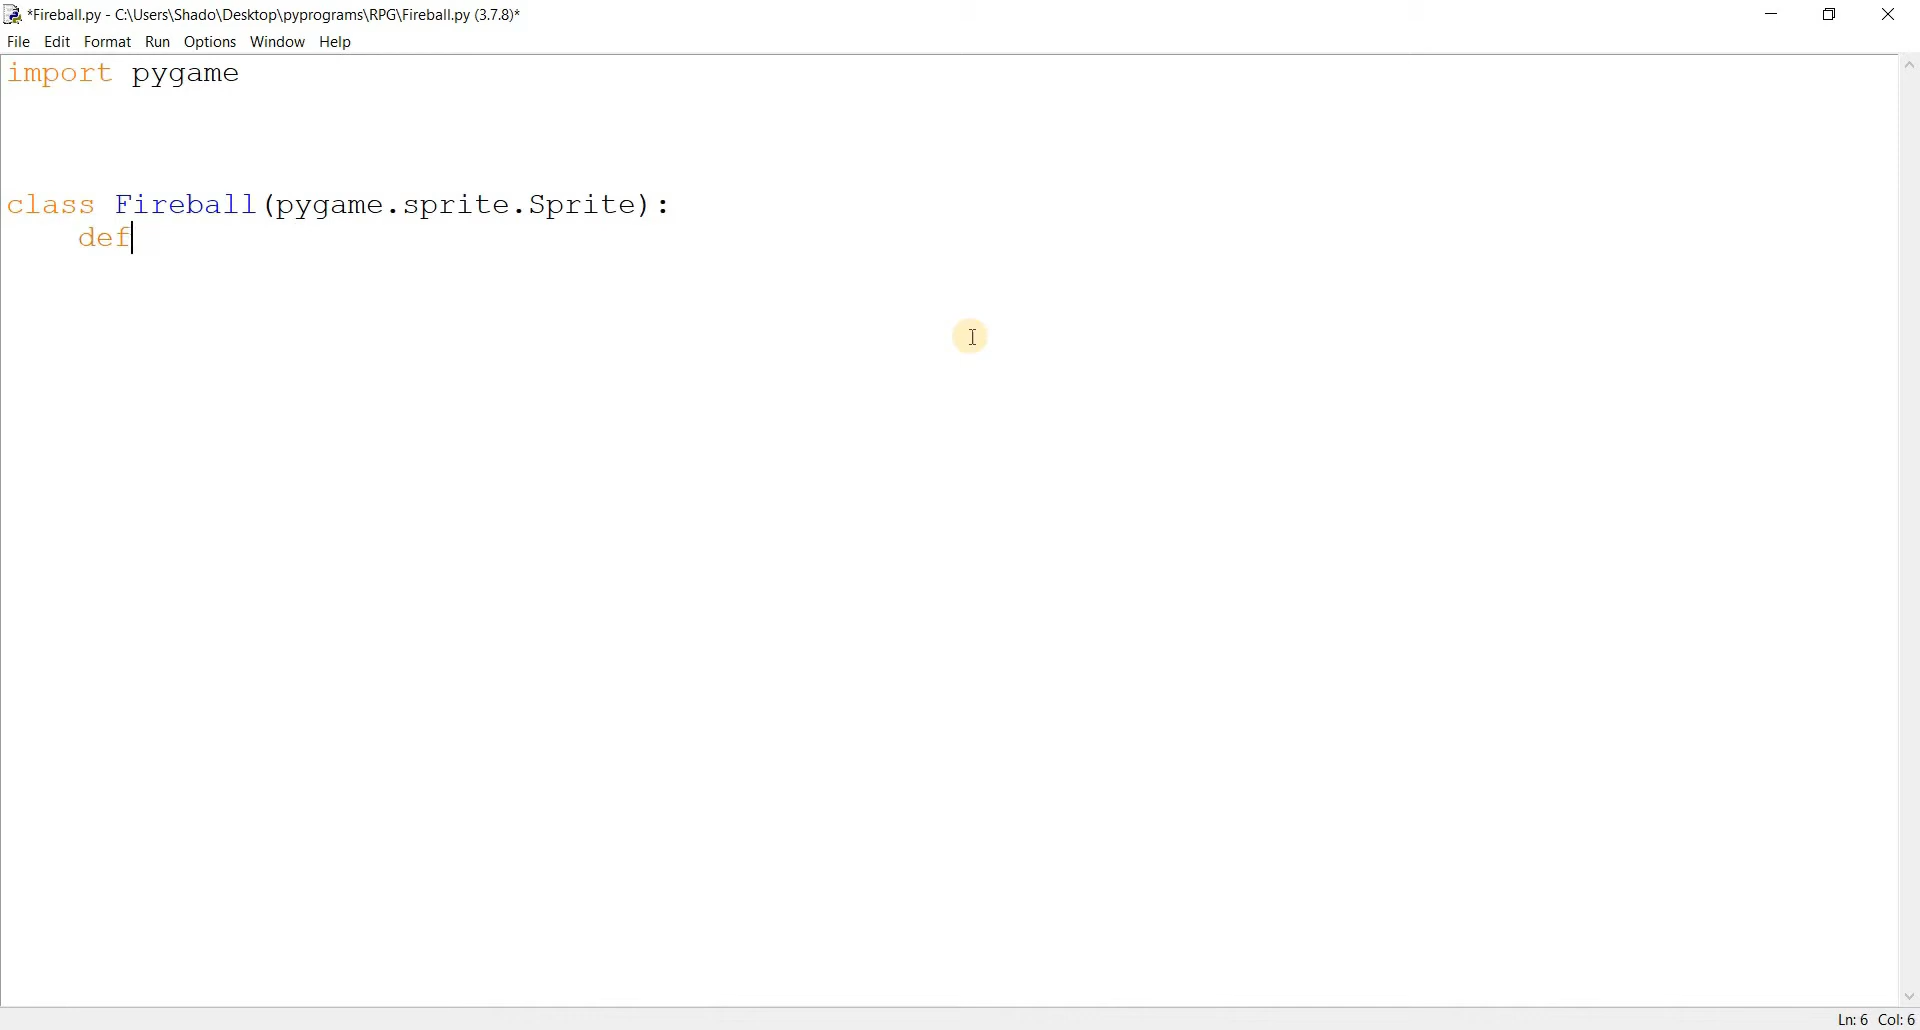 *Fireball.py - C:\Users\Shado\Desktop\pyprograms\RPG\Fireball.py (3.7.8)*
File Edit Format Run Options Window Help
import pygame
class Fireball(pygame.sprite.Sprite):
def
Ln: 6 Col: 6